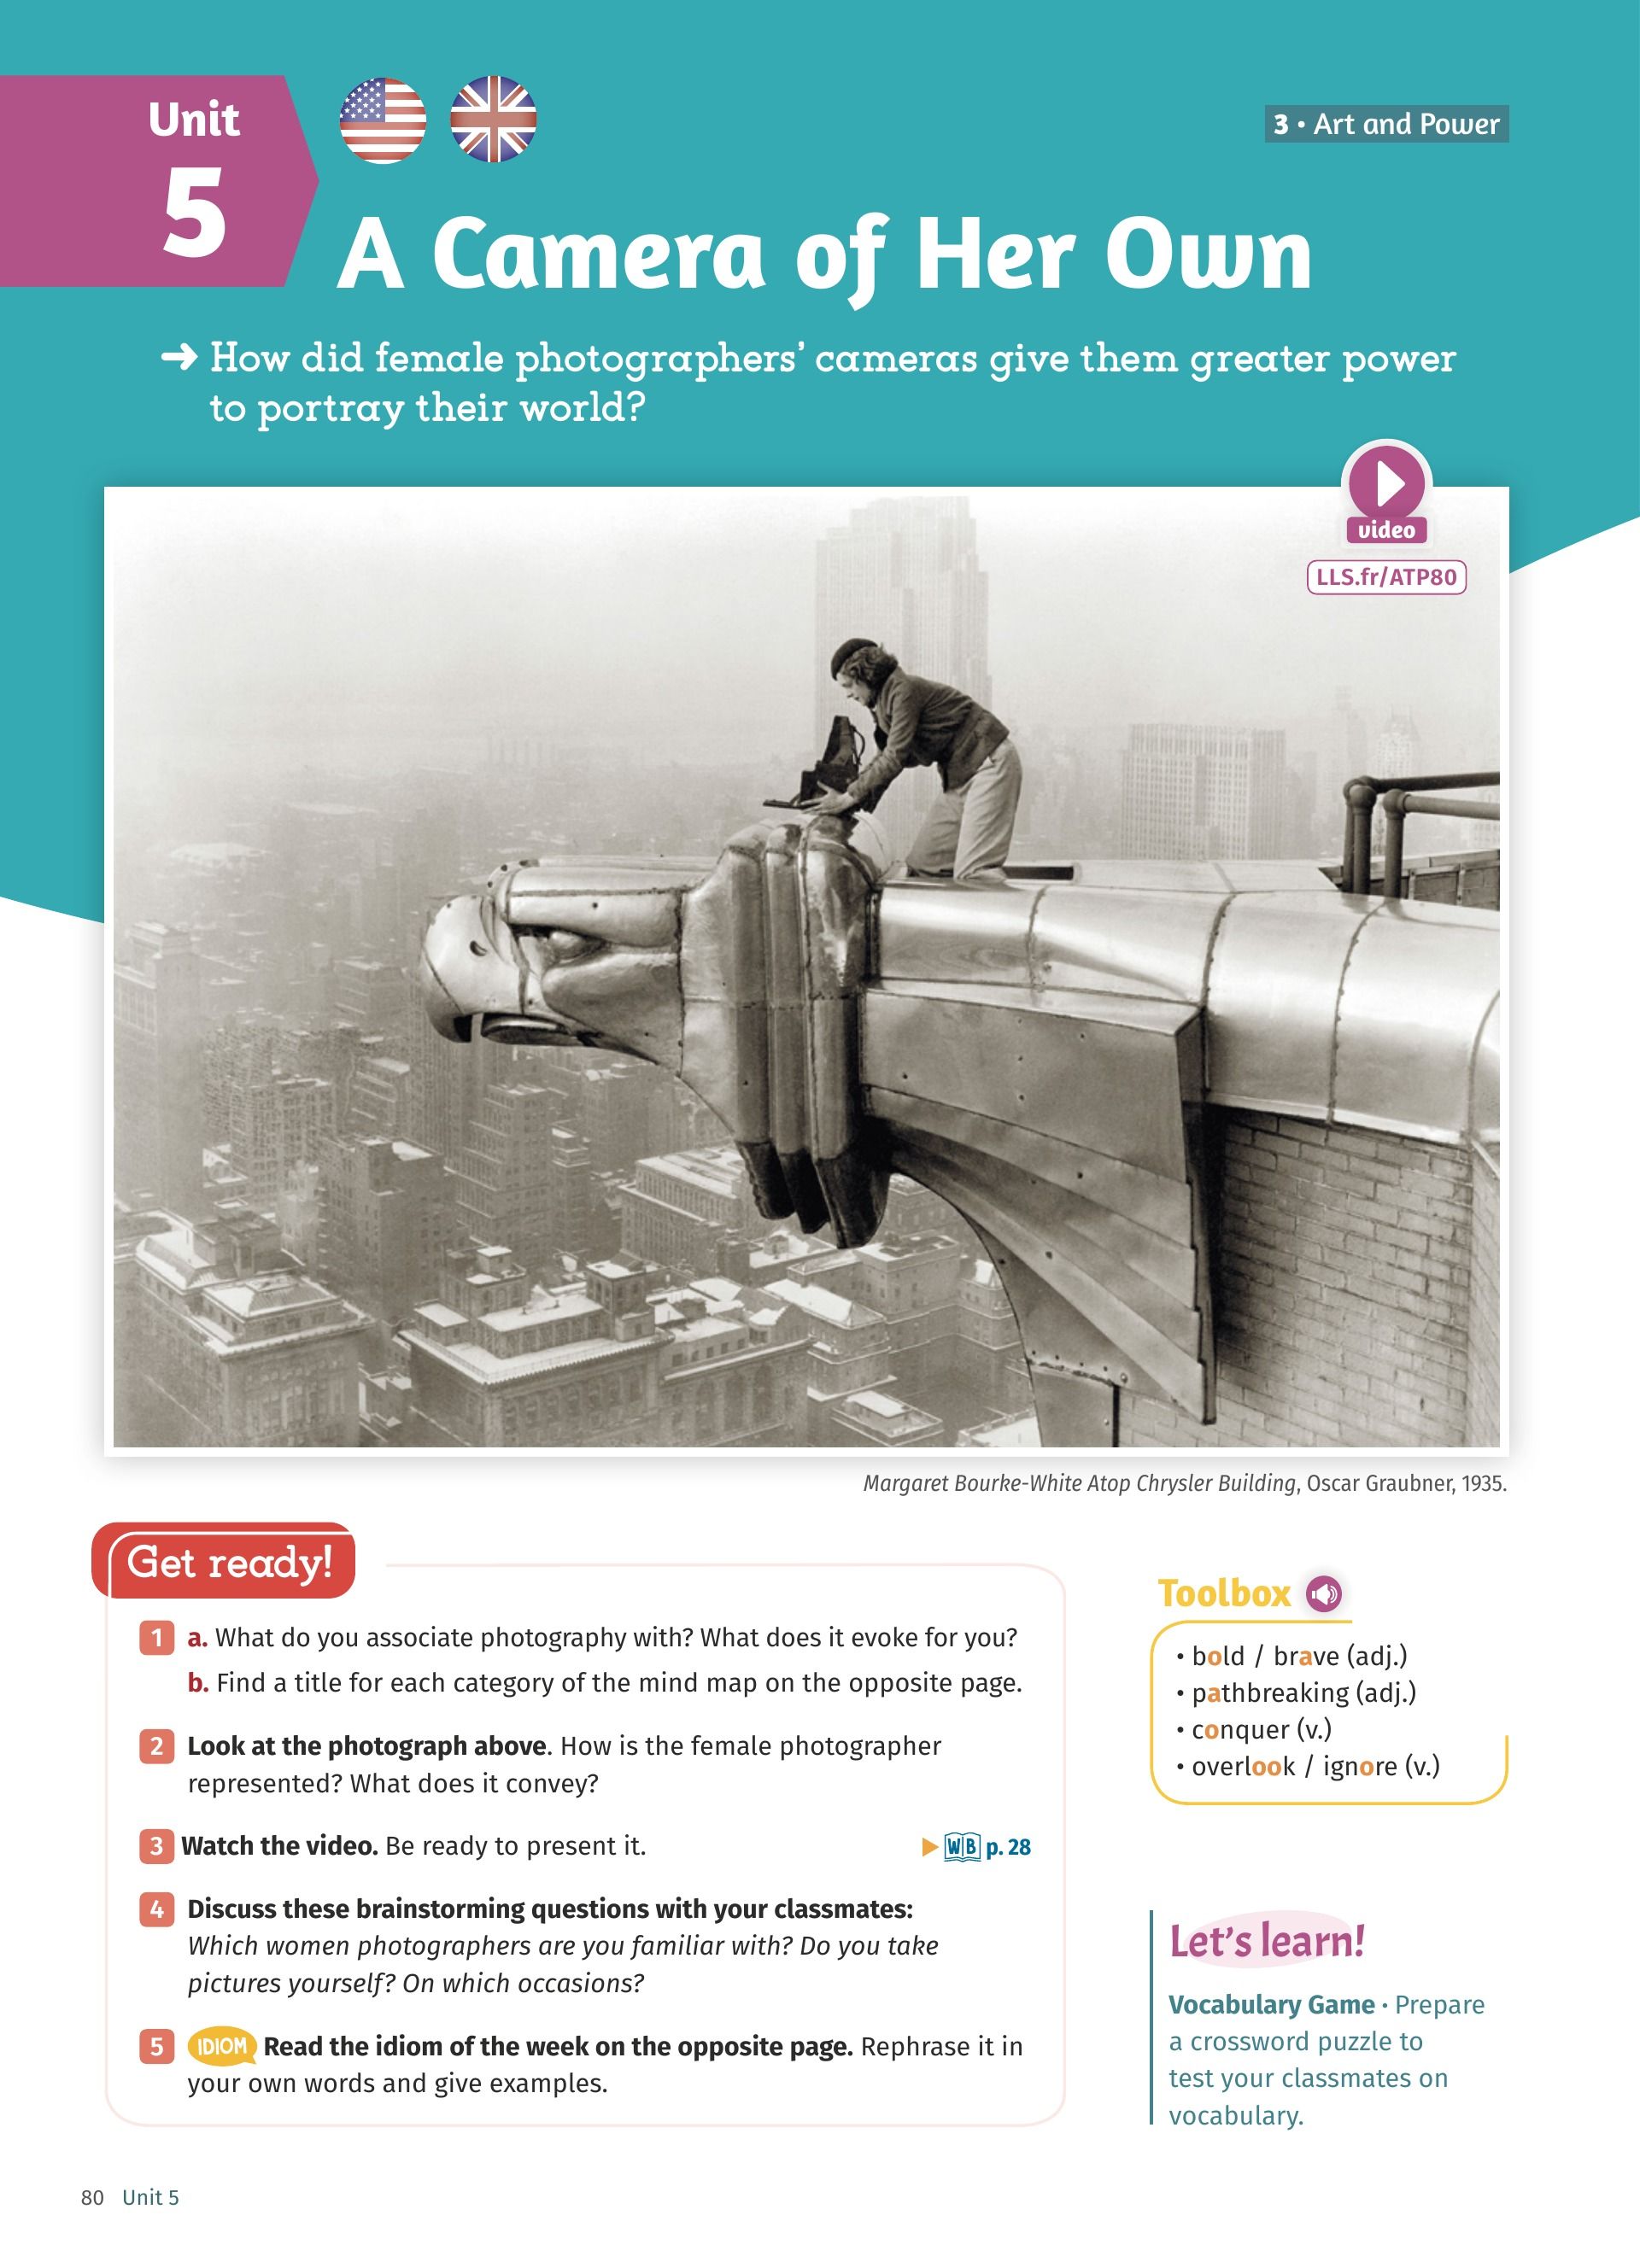 Unit
5
3 • Art and Power
A Camera of Her Own
➜ How did female photographers’ cameras give them greater power
to portray their world?
video
LLS.fr/ATP80
Margaret Bourke-White Atop Chrysler Building, Oscar Graubner, 1935.
Get ready!
1 a. What do you associate photography with? What does it evoke for you?
b. Find a title for each category of the mind map on the opposite page.
2 Look at the photograph above. How is the female photographer
represented? What does it convey?
3 Watch the video. Be ready to present it. ▶ WB p. 28
4 Discuss these brainstorming questions with your classmates:
Which women photographers are you familiar with? Do you take
pictures yourself? On which occasions?
5 IDIOM Read the idiom of the week on the opposite page. Rephrase it in
your own words and give examples.
Toolbox
• bold / brave (adj.)
• pathbreaking (adj.)
• conquer (v.)
• overlook / ignore (v.)
Let’s learn!
Vocabulary Game • Prepare
a crossword puzzle to
test your classmates on
vocabulary.
80 Unit 5